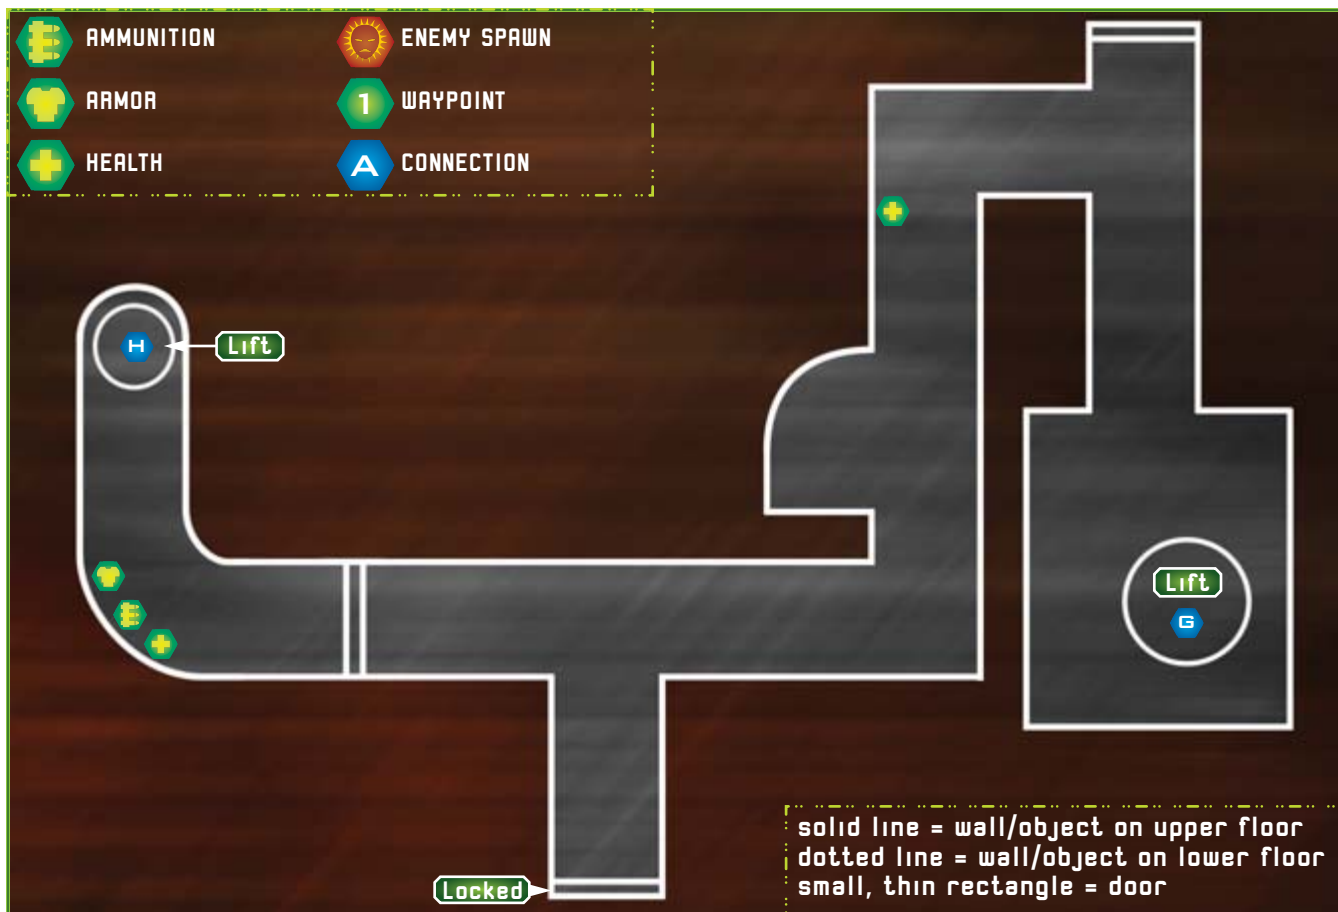 AMMUNITION
ENEMY SPAWN
ARMOR
1
WAYPOINT
HEALTH
A
CONNECTION
H
Lift
Lift
G
Locked
solid line = wall/object on upper floor
dotted line = wall/object on lower floor
small, thin rectangle = door